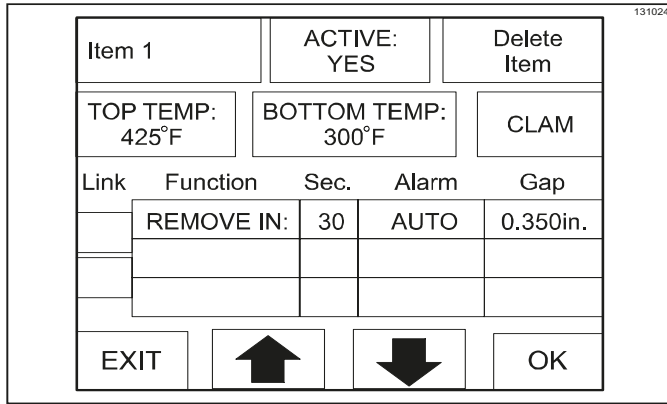 131024
Item 1
ACTIVE:
YES
Delete
Item
TOP TEMP:
425°F
BOTTOM TEMP:
300°F
CLAM
Link Function Sec. Alarm Gap
REMOVE IN: 30 AUTO 0.350in.
EXIT OK